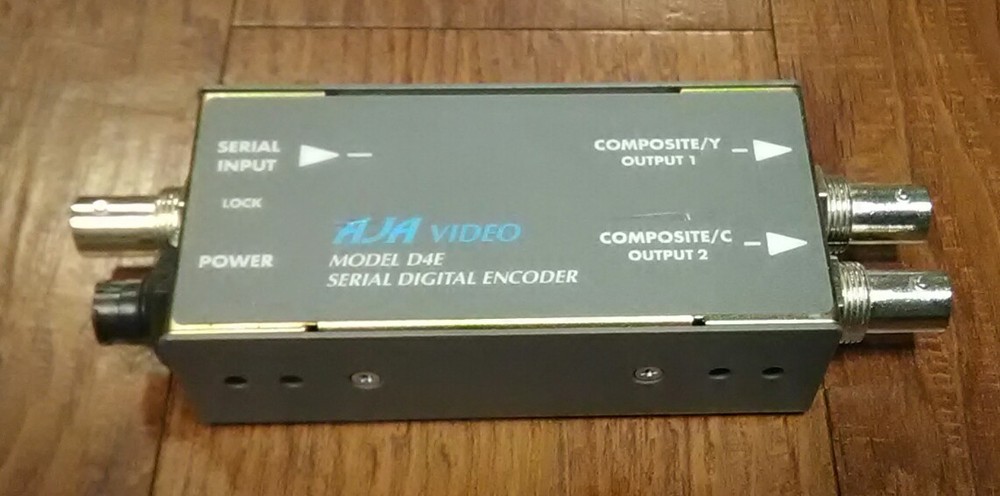 SERIAL
INPUT
LOCK
POWER
AJA VIDEO
MODEL D4E
SERIAL DIGITAL ENCODER
COMPOSITE/Y
OUTPUT 1
COMPOSITE/C
OUTPUT 2